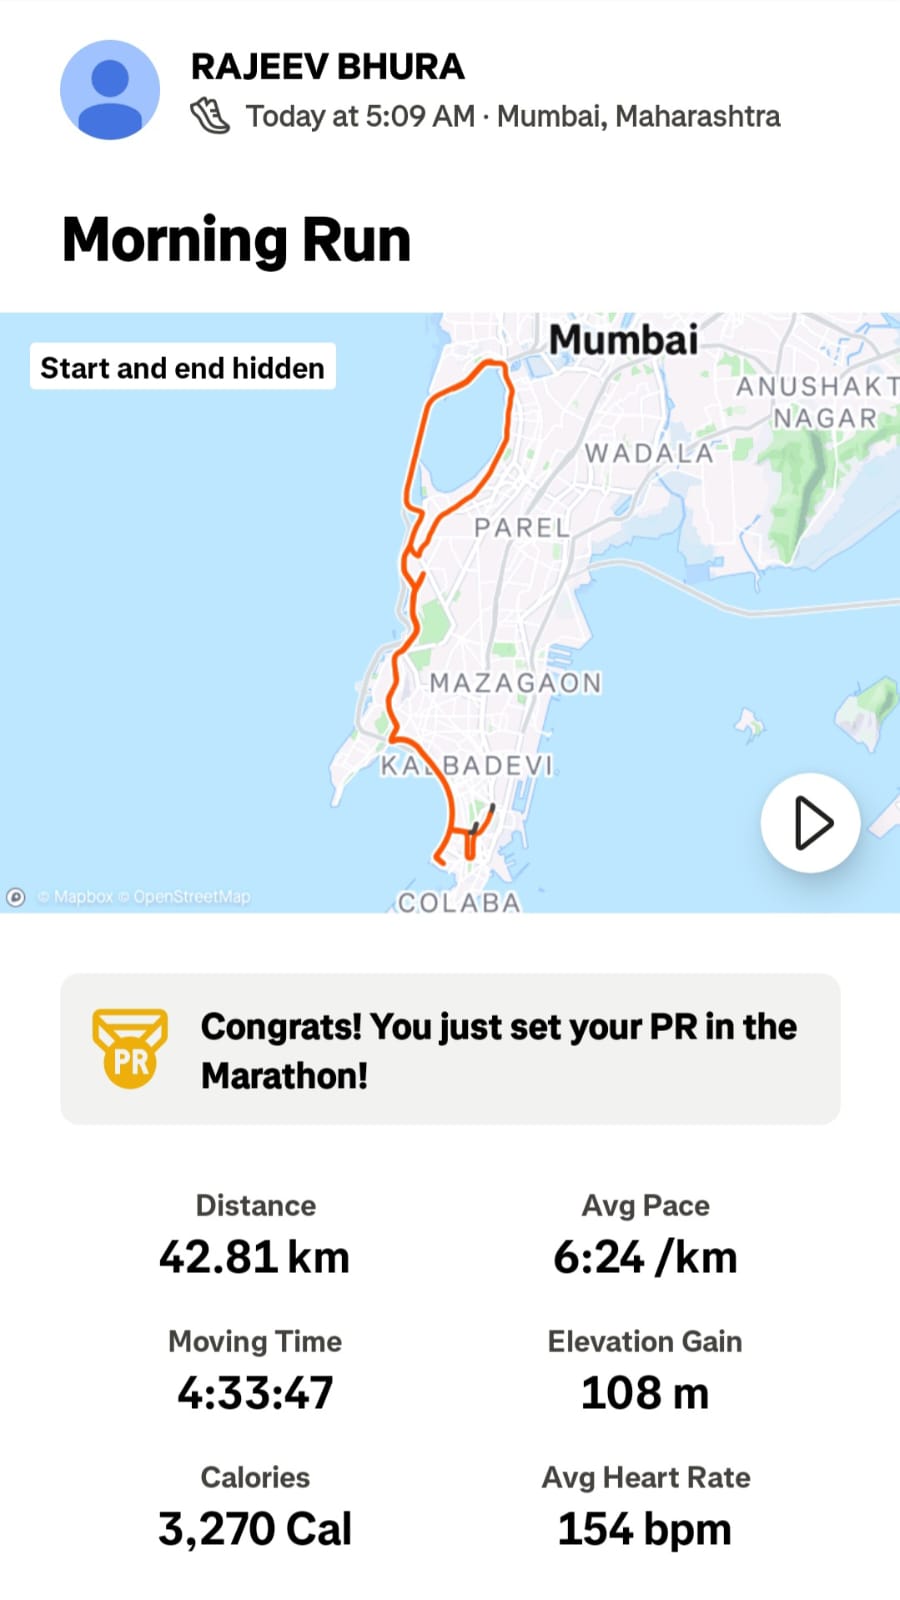 RAJEEV BHURA
Today at 5:09 AM · Mumbai, Maharashtra
Morning Run
Start and end hidden
Mumbai
ANUSHAKT
NAGAR
WADALA
PAREL
MAZAGAON
KALBADEVI
COLABA
© Mapbox © OpenStreetMap
PR
Congrats! You just set your PR in the
Marathon!
Distance
42.81 km
Avg Pace
6:24 /km
Moving Time
4:33:47
Elevation Gain
108 m
Calories
3,270 Cal
Avg Heart Rate
154 bpm